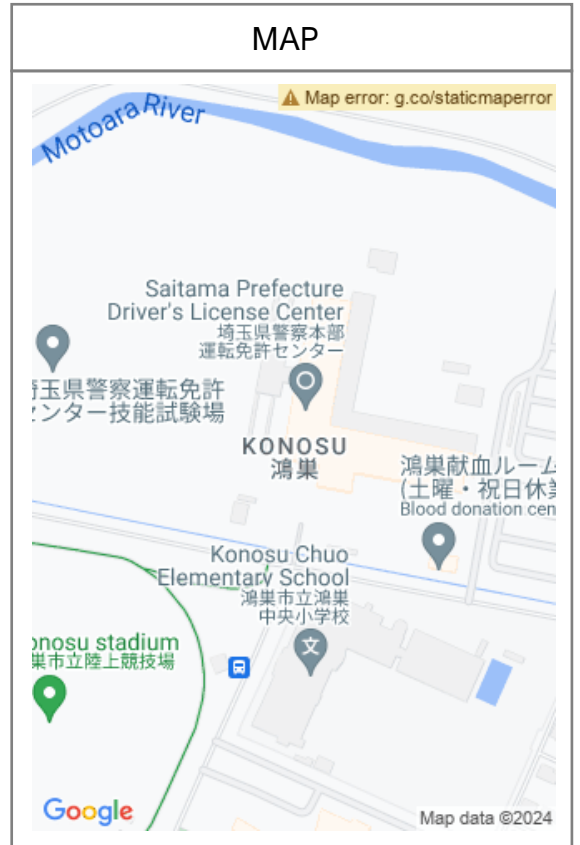 MAP
Map error: g.co/staticmaperror
Motoara River
Saitama Prefecture
Driver's License Center
埼玉県警察本部
運転免許センター
玉県警察運転免許
センター技能試験場
KONOSU
鴻巣
鴻巣献血ルーム
(土曜・祝日休業
Blood donation cen
Konosu Chuo
Elementary School
鴻巣市立鴻巣
中央小学校
文
onosu stadium
巣市立陸上競技場
Google
Map data ©2024